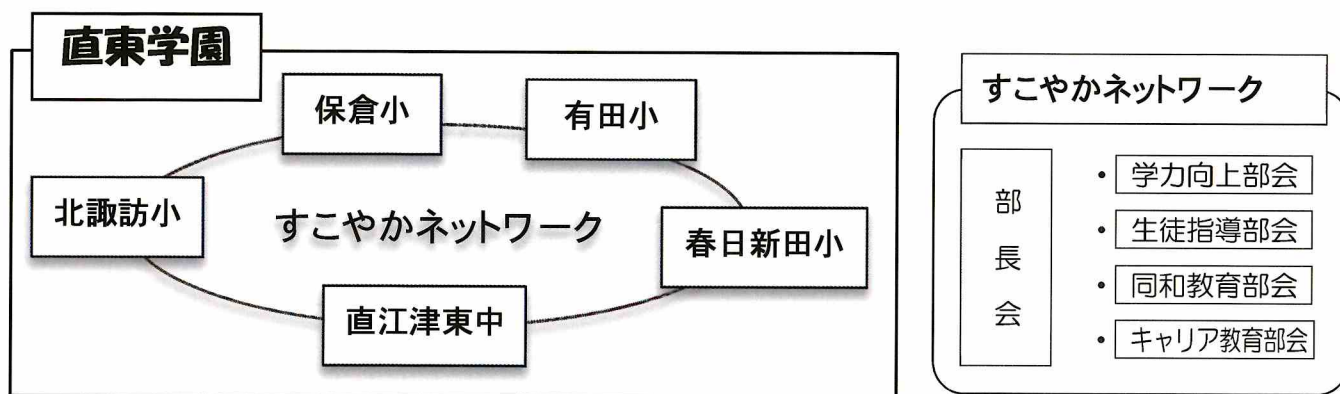 直東学園
保倉小
有田小
北諏訪小
すこやかネットワーク
春日新田小
直江津東中
すこやかネットワーク
部長会
・学力向上部会
・生徒指導部会
・同和教育部会
・キャリア教育部会